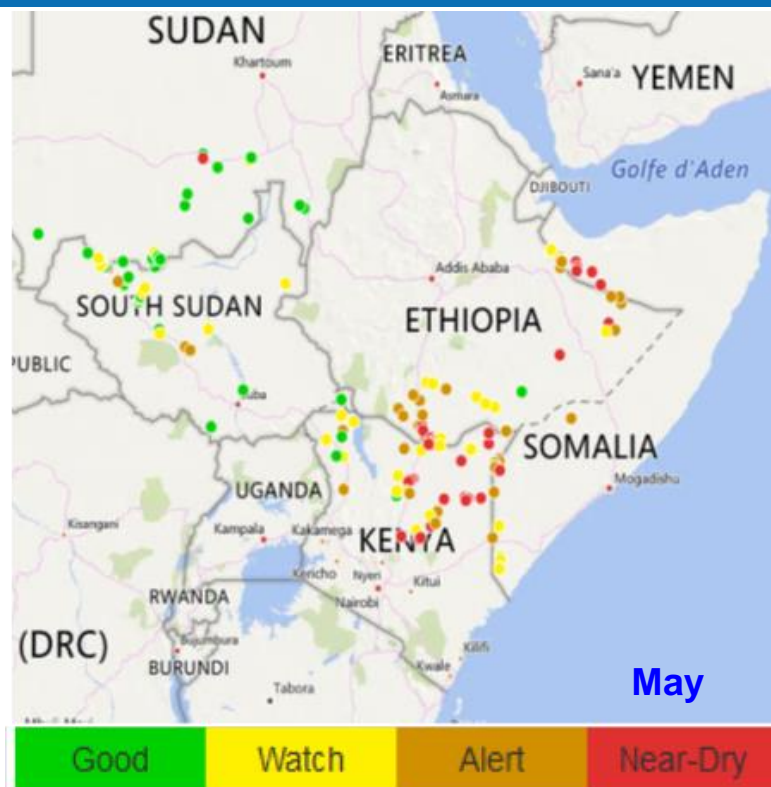 SUDAN
Khartoum
ERITREA
Asmara
Sana'a
YEMEN
Golfe d'Aden
DJIBOUTI
Addis Ababa
SOUTH SUDAN
ETHIOPIA
PUBLIC
Juba
SOMALIA
Mogadishu
UGANDA
Kisangani
Kampala
Kakamega
KENYA
Kericho
Nyeri
Kitui
Nairobi
RWANDA
(DRC)
Bujumbura
BURUNDI
Kilifi
Kwale
Tabora
May
Good
Watch
Alert
Near-Dry